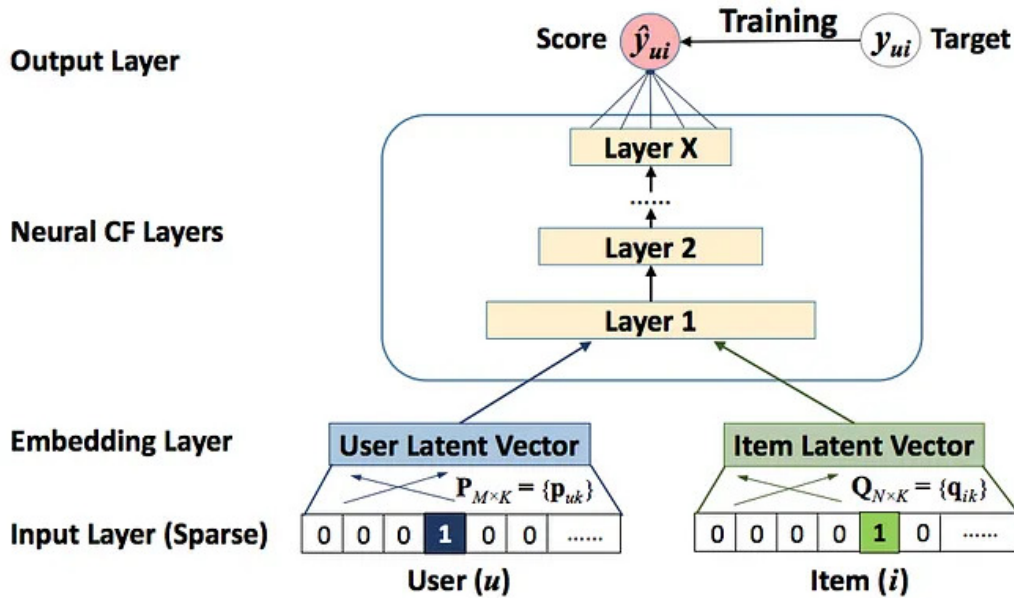 Output Layer
Score ŷui Training yui Target
Layer X
......
Neural CF Layers
Layer 2
Layer 1
Embedding Layer
User Latent Vector
Item Latent Vector
PM×K = {puk}
QN×K = {qik}
Input Layer (Sparse)
0 0 0 1 0 0 ......
0 0 0 0 1 0 ......
User (u)
Item (i)